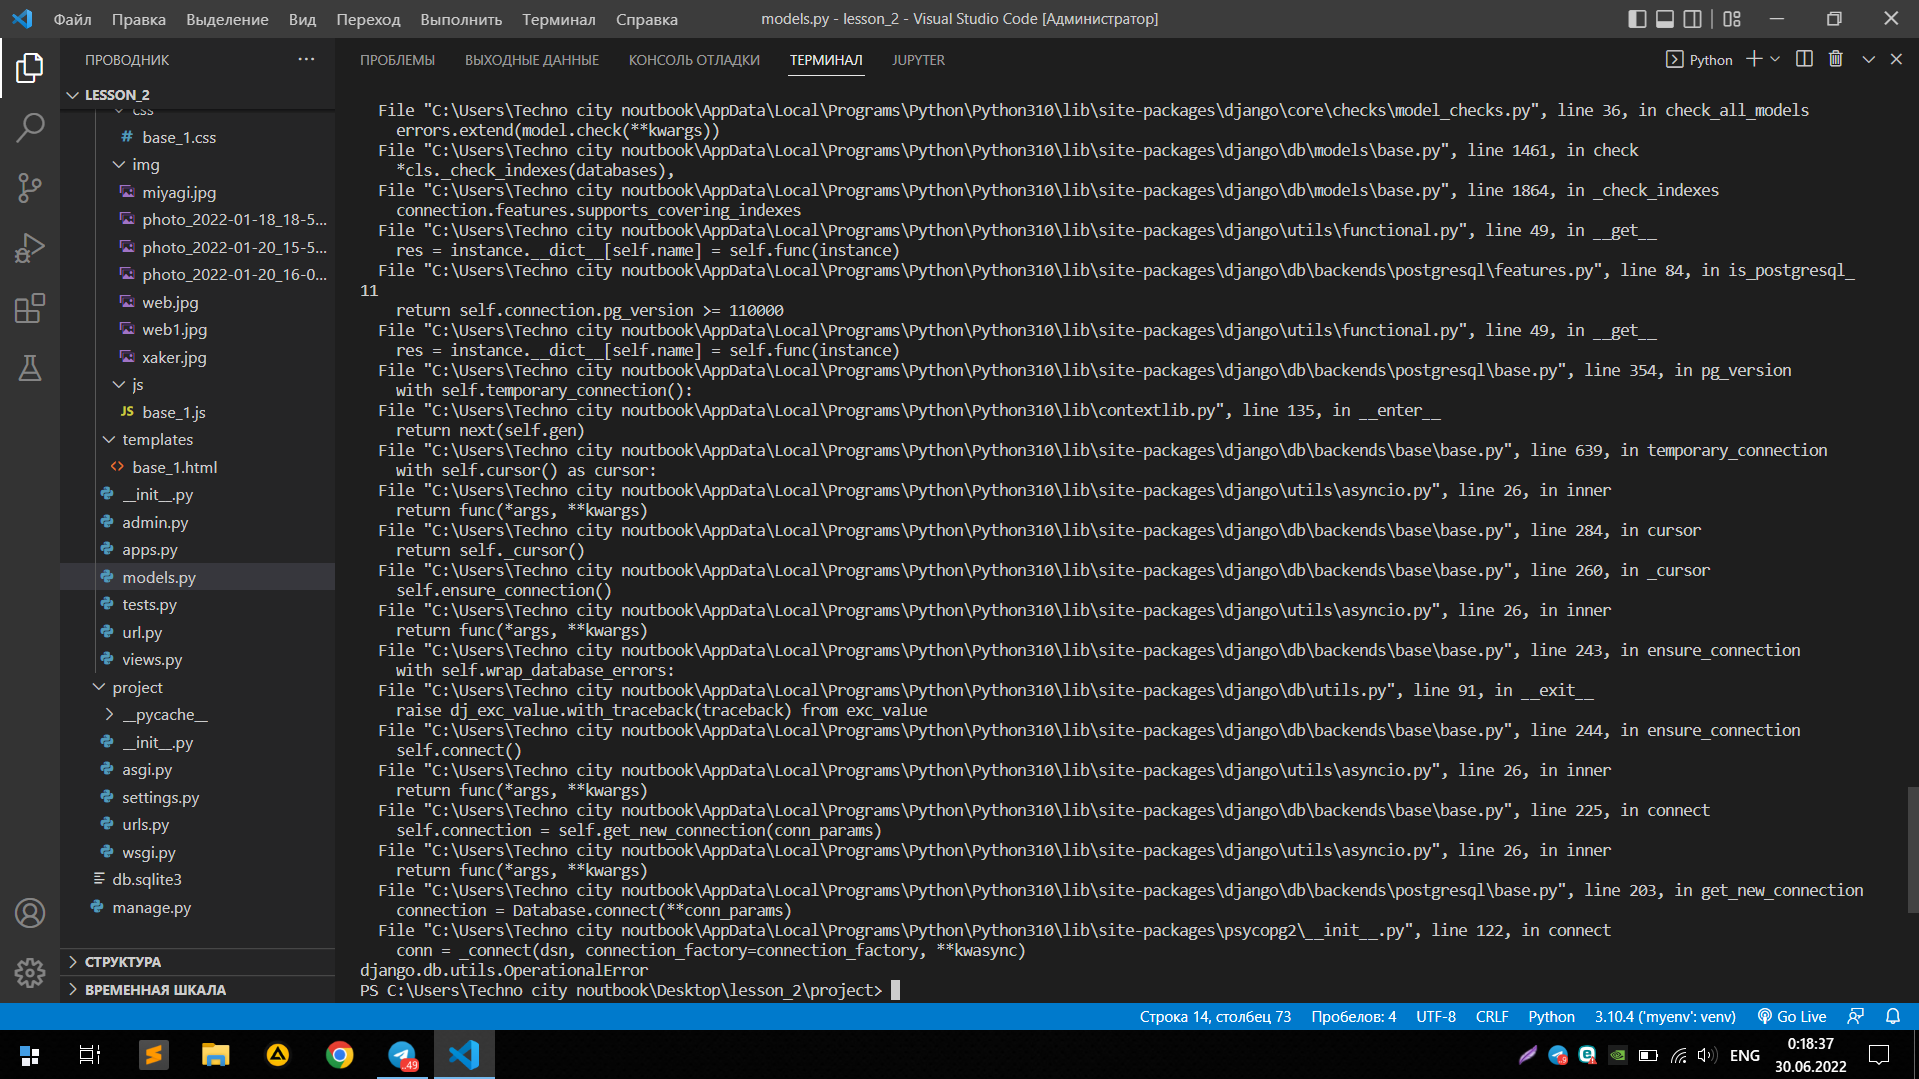 Файл Правка Выделение Вид Переход Выполнить Терминал Справка
models.py - lesson_2 - Visual Studio Code [Администратор]
ПРОВОДНИК
LESSON_2
css
base_1.css
img
miyagi.jpg
photo_2022-01-18_18-5...
photo_2022-01-20_15-5...
photo_2022-01-20_16-0...
web.jpg
web1.jpg
xaker.jpg
js
JS base_1.js
templates
base_1.html
__init__.py
admin.py
apps.py
models.py
tests.py
url.py
views.py
project
__pycache__
__init__.py
asgi.py
settings.py
urls.py
wsgi.py
db.sqlite3
manage.py
СТРУКТУРА
ВРЕМЕННАЯ ШКАЛА
ПРОБЛЕМЫ ВЫХОДНЫЕ ДАННЫЕ КОНСОЛЬ ОТЛАДКИ ТЕРМИНАЛ JUPYTER
Python
File "C:\Users\Techno city noutbook\AppData\Local\Programs\Python\Python310\lib\site-packages\django\core\checks\model_checks.py", line 36, in check_all_models
errors.extend(model.check(**kwargs))
File "C:\Users\Techno city noutbook\AppData\Local\Programs\Python\Python310\lib\site-packages\django\db\models\base.py", line 1461, in check
*cls._check_indexes(databases),
File "C:\Users\Techno city noutbook\AppData\Local\Programs\Python\Python310\lib\site-packages\django\db\models\base.py", line 1864, in _check_indexes
connection.features.supports_covering_indexes
File "C:\Users\Techno city noutbook\AppData\Local\Programs\Python\Python310\lib\site-packages\django\utils\functional.py", line 49, in __get__
res = instance.__dict__[self.name] = self.func(instance)
File "C:\Users\Techno city noutbook\AppData\Local\Programs\Python\Python310\lib\site-packages\django\db\backends\postgresql\features.py", line 84, in is_postgresql_
11
return self.connection.pg_version >= 110000
File "C:\Users\Techno city noutbook\AppData\Local\Programs\Python\Python310\lib\site-packages\django\utils\functional.py", line 49, in __get__
res = instance.__dict__[self.name] = self.func(instance)
File "C:\Users\Techno city noutbook\AppData\Local\Programs\Python\Python310\lib\site-packages\django\db\backends\postgresql\base.py", line 354, in pg_version
with self.temporary_connection():
File "C:\Users\Techno city noutbook\AppData\Local\Programs\Python\Python310\lib\contextlib.py", line 135, in __enter__
return next(self.gen)
File "C:\Users\Techno city noutbook\AppData\Local\Programs\Python\Python310\lib\site-packages\django\db\backends\base\base.py", line 639, in temporary_connection
with self.cursor() as cursor:
File "C:\Users\Techno city noutbook\AppData\Local\Programs\Python\Python310\lib\site-packages\django\utils\asyncio.py", line 26, in inner
return func(*args, **kwargs)
File "C:\Users\Techno city noutbook\AppData\Local\Programs\Python\Python310\lib\site-packages\django\db\backends\base\base.py", line 284, in cursor
return self._cursor()
File "C:\Users\Techno city noutbook\AppData\Local\Programs\Python\Python310\lib\site-packages\django\db\backends\base\base.py", line 260, in _cursor
self.ensure_connection()
File "C:\Users\Techno city noutbook\AppData\Local\Programs\Python\Python310\lib\site-packages\django\utils\asyncio.py", line 26, in inner
return func(*args, **kwargs)
File "C:\Users\Techno city noutbook\AppData\Local\Programs\Python\Python310\lib\site-packages\django\db\backends\base\base.py", line 243, in ensure_connection
with self.wrap_database_errors:
File "C:\Users\Techno city noutbook\AppData\Local\Programs\Python\Python310\lib\site-packages\django\db\utils.py", line 91, in __exit__
raise dj_exc_value.with_traceback(traceback) from exc_value
File "C:\Users\Techno city noutbook\AppData\Local\Programs\Python\Python310\lib\site-packages\django\db\backends\base\base.py", line 244, in ensure_connection
self.connect()
File "C:\Users\Techno city noutbook\AppData\Local\Programs\Python\Python310\lib\site-packages\django\utils\asyncio.py", line 26, in inner
return func(*args, **kwargs)
File "C:\Users\Techno city noutbook\AppData\Local\Programs\Python\Python310\lib\site-packages\django\db\backends\base\base.py", line 225, in connect
self.connection = self.get_new_connection(conn_params)
File "C:\Users\Techno city noutbook\AppData\Local\Programs\Python\Python310\lib\site-packages\django\utils\asyncio.py", line 26, in inner
return func(*args, **kwargs)
File "C:\Users\Techno city noutbook\AppData\Local\Programs\Python\Python310\lib\site-packages\django\db\backends\postgresql\base.py", line 203, in get_new_connection
connection = Database.connect(**conn_params)
File "C:\Users\Techno city noutbook\AppData\Local\Programs\Python\Python310\lib\site-packages\psycopg2\__init__.py", line 122, in connect
conn = _connect(dsn, connection_factory=connection_factory, **kwasync)
django.db.utils.OperationalError
PS C:\Users\Techno city noutbook\Desktop\lesson_2\project>
Строка 14, столбец 73 Пробелов: 4 UTF-8 CRLF Python 3.10.4 ('myenv': venv) Go Live
49
ENG
0:18:37
30.06.2022